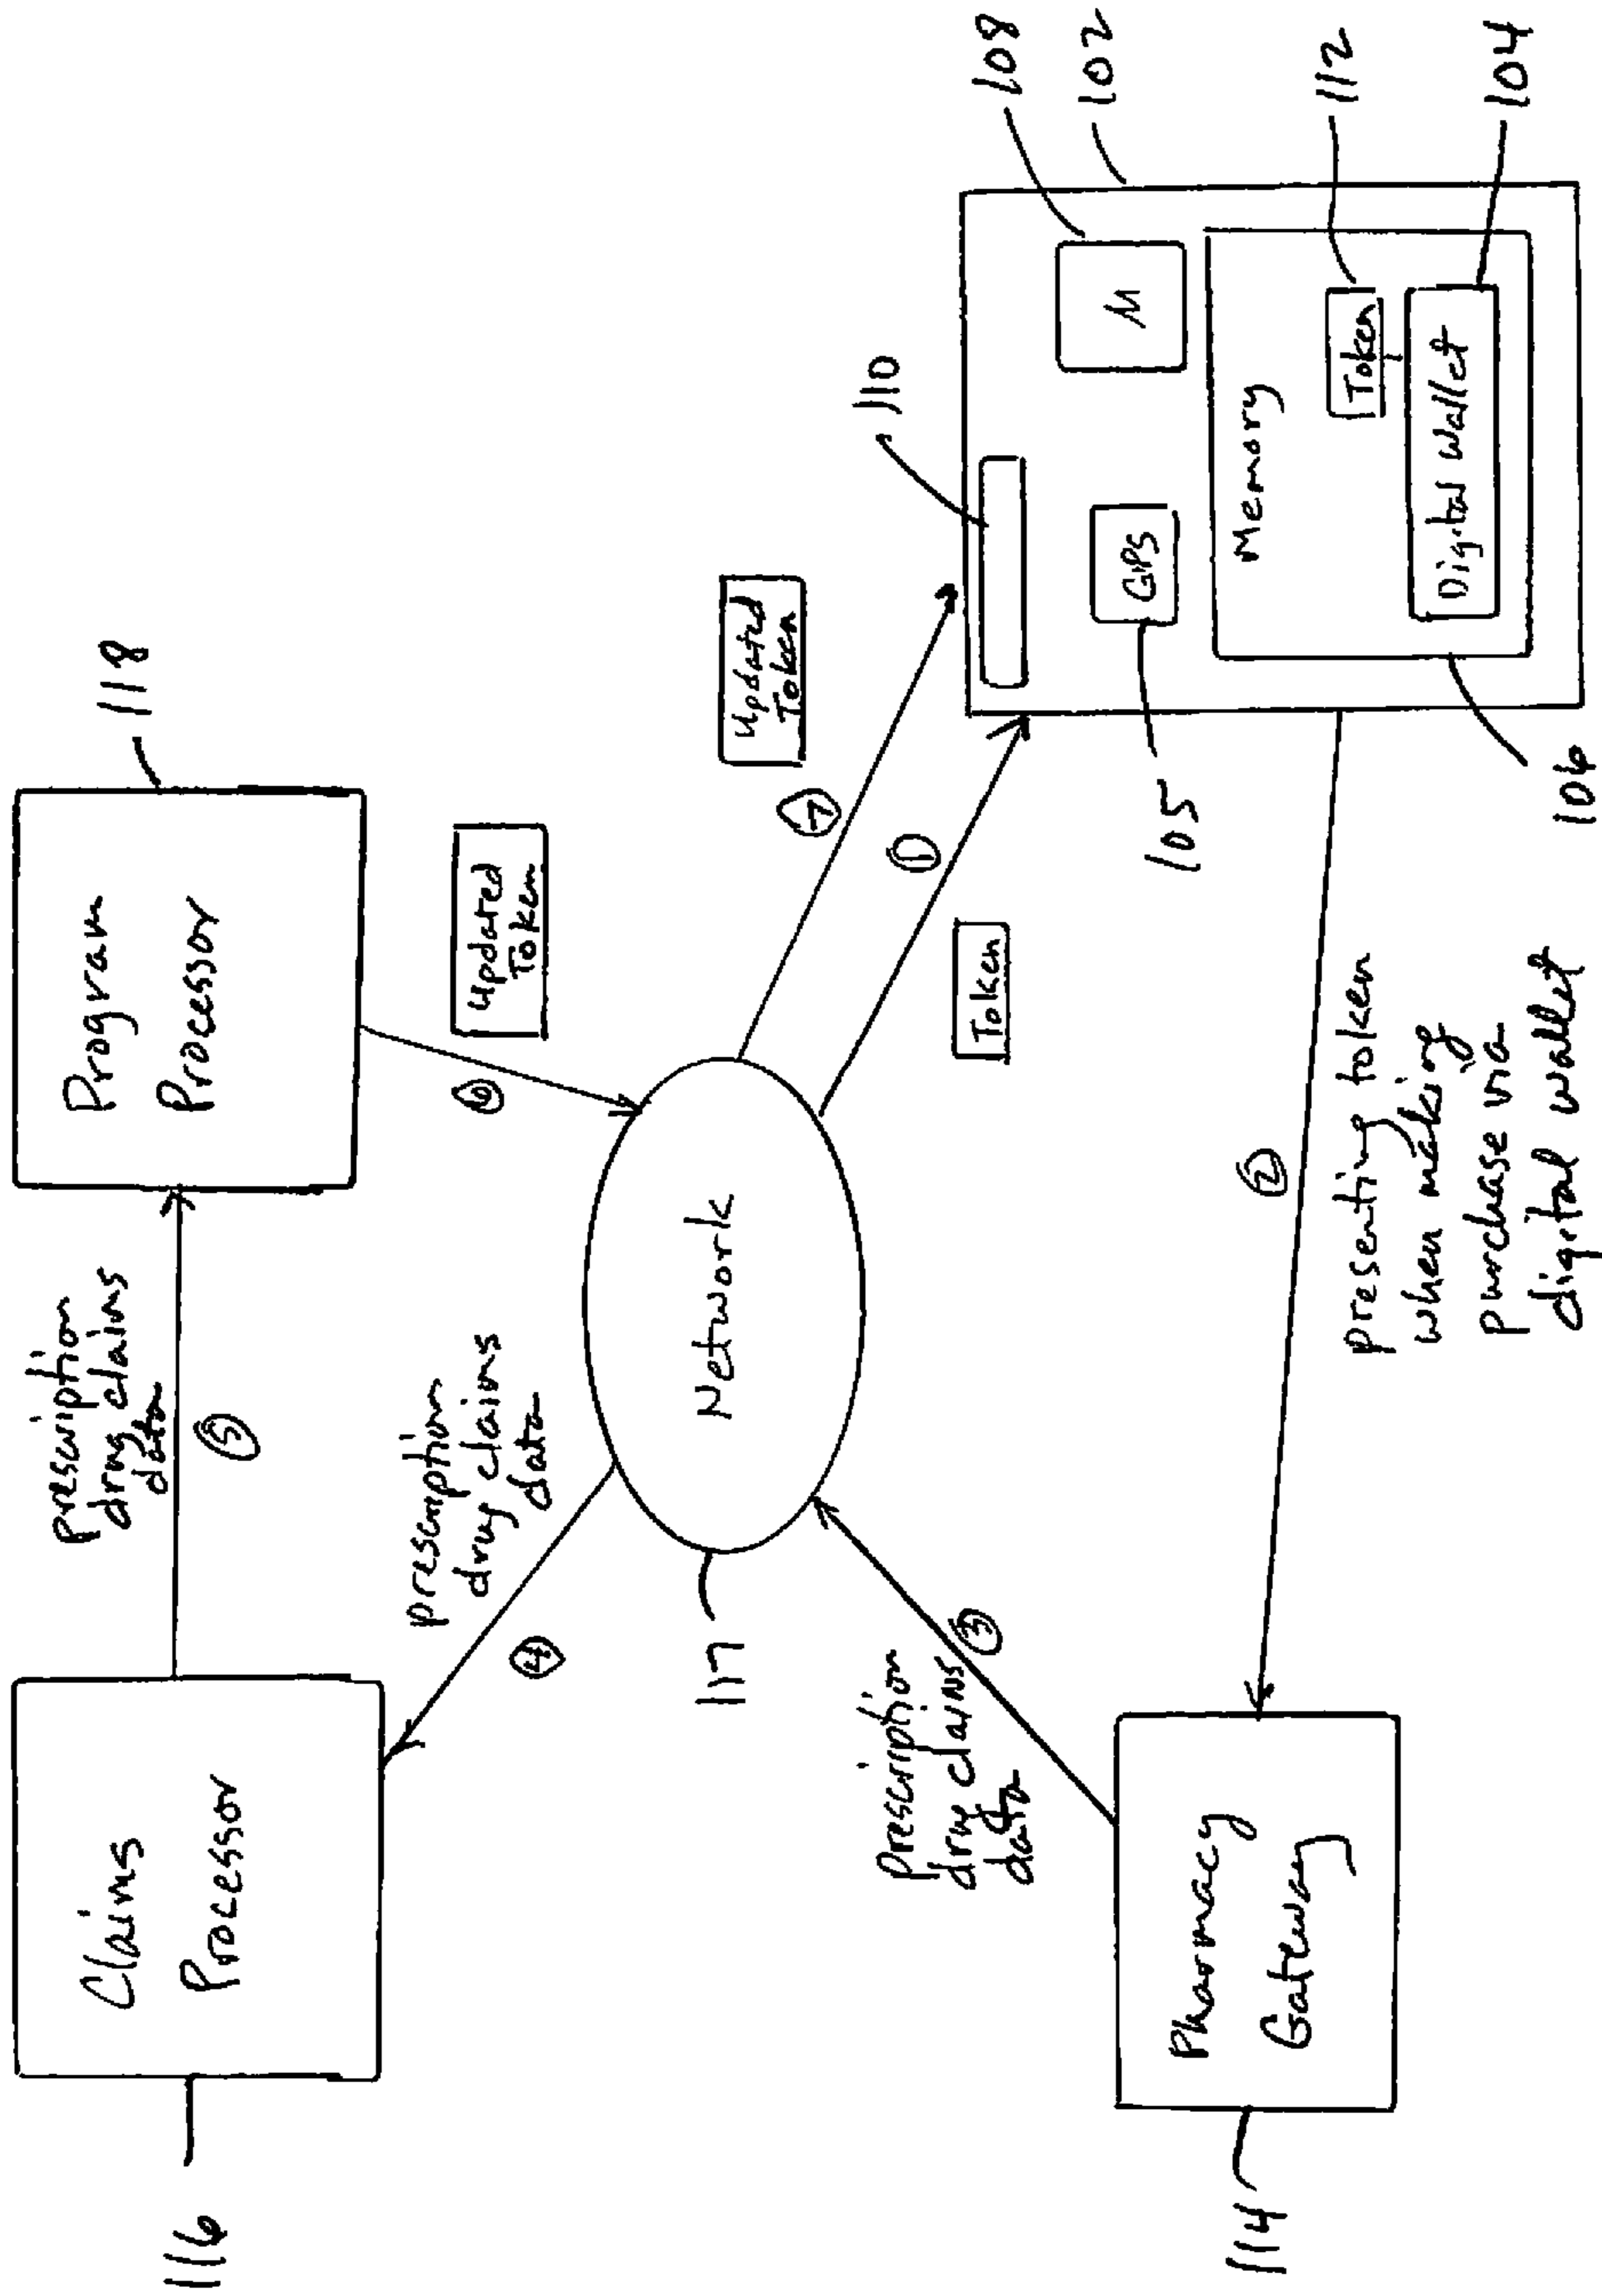 116
Claims
Processor
prescription
drug claims
data
⑤
Program
Processor
118
prescription
drug claims
data
④
⑥
Updated
Token
117
Network
⑦
Updated
Token
①
Token
Prescription
drug claims
data
③
114
Pharmacy
Gateway
②
presenting token
when making
purchase via
digital wallet
110
108
102
M
GPS
105
Memory
Token
112
Digital Wallet
104
106